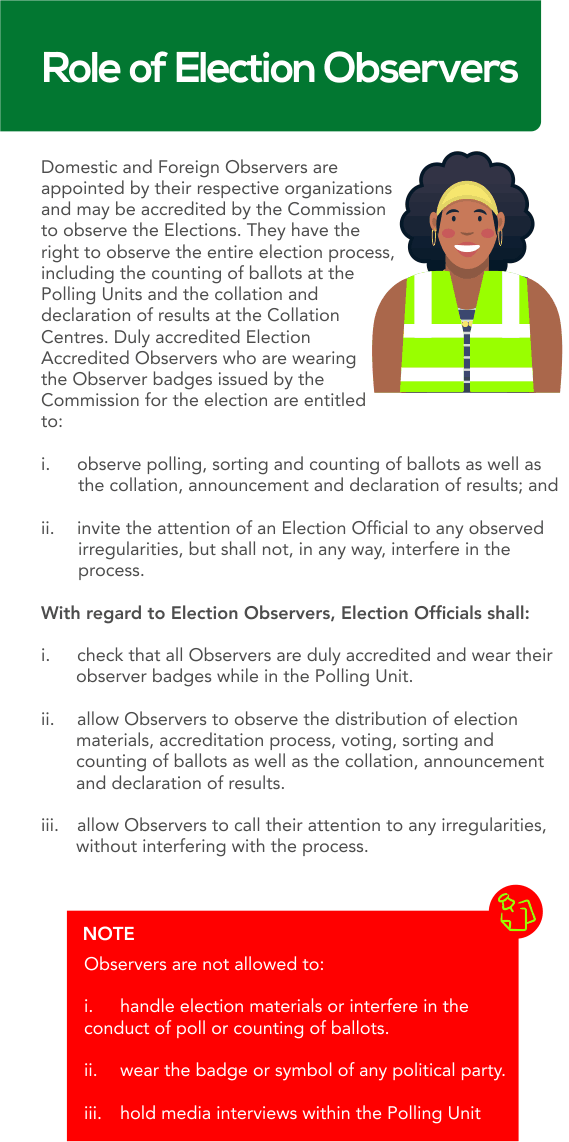 Role of Election Observers
Domestic and Foreign Observers are
appointed by their respective organizations
and may be accredited by the Commission
to observe the Elections. They have the
right to observe the entire election process,
including the counting of ballots at the
Polling Units and the collation and
declaration of results at the Collation
Centres. Duly accredited Election
Accredited Observers who are wearing
the Observer badges issued by the
Commission for the election are entitled
to:
i. observe polling, sorting and counting of ballots as well as
the collation, announcement and declaration of results; and
ii. invite the attention of an Election Official to any observed
irregularities, but shall not, in any way, interfere in the
process.
With regard to Election Observers, Election Officials shall:
i. check that all Observers are duly accredited and wear their
observer badges while in the Polling Unit.
ii. allow Observers to observe the distribution of election
materials, accreditation process, voting, sorting and
counting of ballots as well as the collation, announcement
and declaration of results.
iii. allow Observers to call their attention to any irregularities,
without interfering with the process.
NOTE
Observers are not allowed to:
i. handle election materials or interfere in the
conduct of poll or counting of ballots.
ii. wear the badge or symbol of any political party.
iii. hold media interviews within the Polling Unit